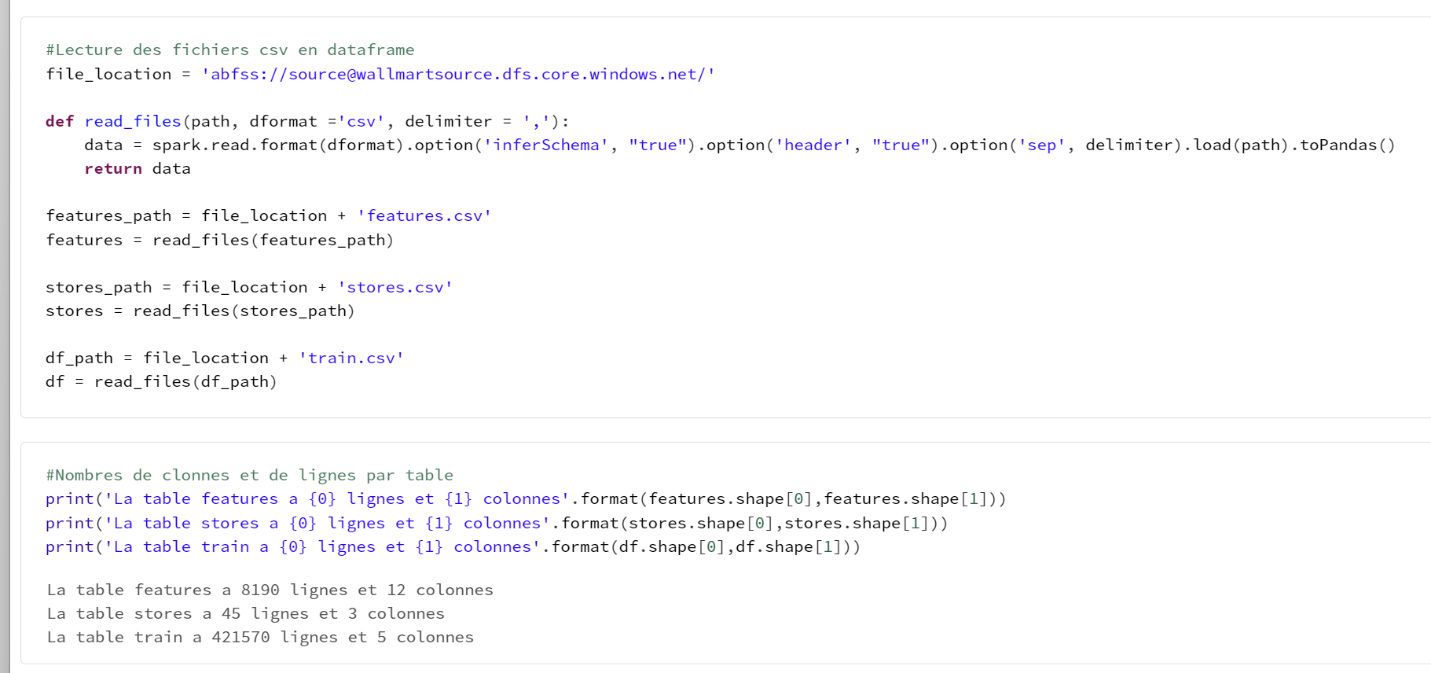 #Lecture des fichiers csv en dataframe
file_location = 'abfss://source@wallmartsource.dfs.core.windows.net/'
def read_files(path, dformat ='csv', delimiter = ','):
    data = spark.read.format(dformat).option('inferSchema', "true").option('header', "true").option('sep', delimiter).load(path).toPandas()
    return data
features_path = file_location + 'features.csv'
features = read_files(features_path)
stores_path = file_location + 'stores.csv'
stores = read_files(stores_path)
df_path = file_location + 'train.csv'
df = read_files(df_path)
#Nombres de clonnes et de lignes par table
print('La table features a {0} lignes et {1} colonnes'.format(features.shape[0],features.shape[1]))
print('La table stores a {0} lignes et {1} colonnes'.format(stores.shape[0],stores.shape[1]))
print('La table train a {0} lignes et {1} colonnes'.format(df.shape[0],df.shape[1]))
La table features a 8190 lignes et 12 colonnes
La table stores a 45 lignes et 3 colonnes
La table train a 421570 lignes et 5 colonnes